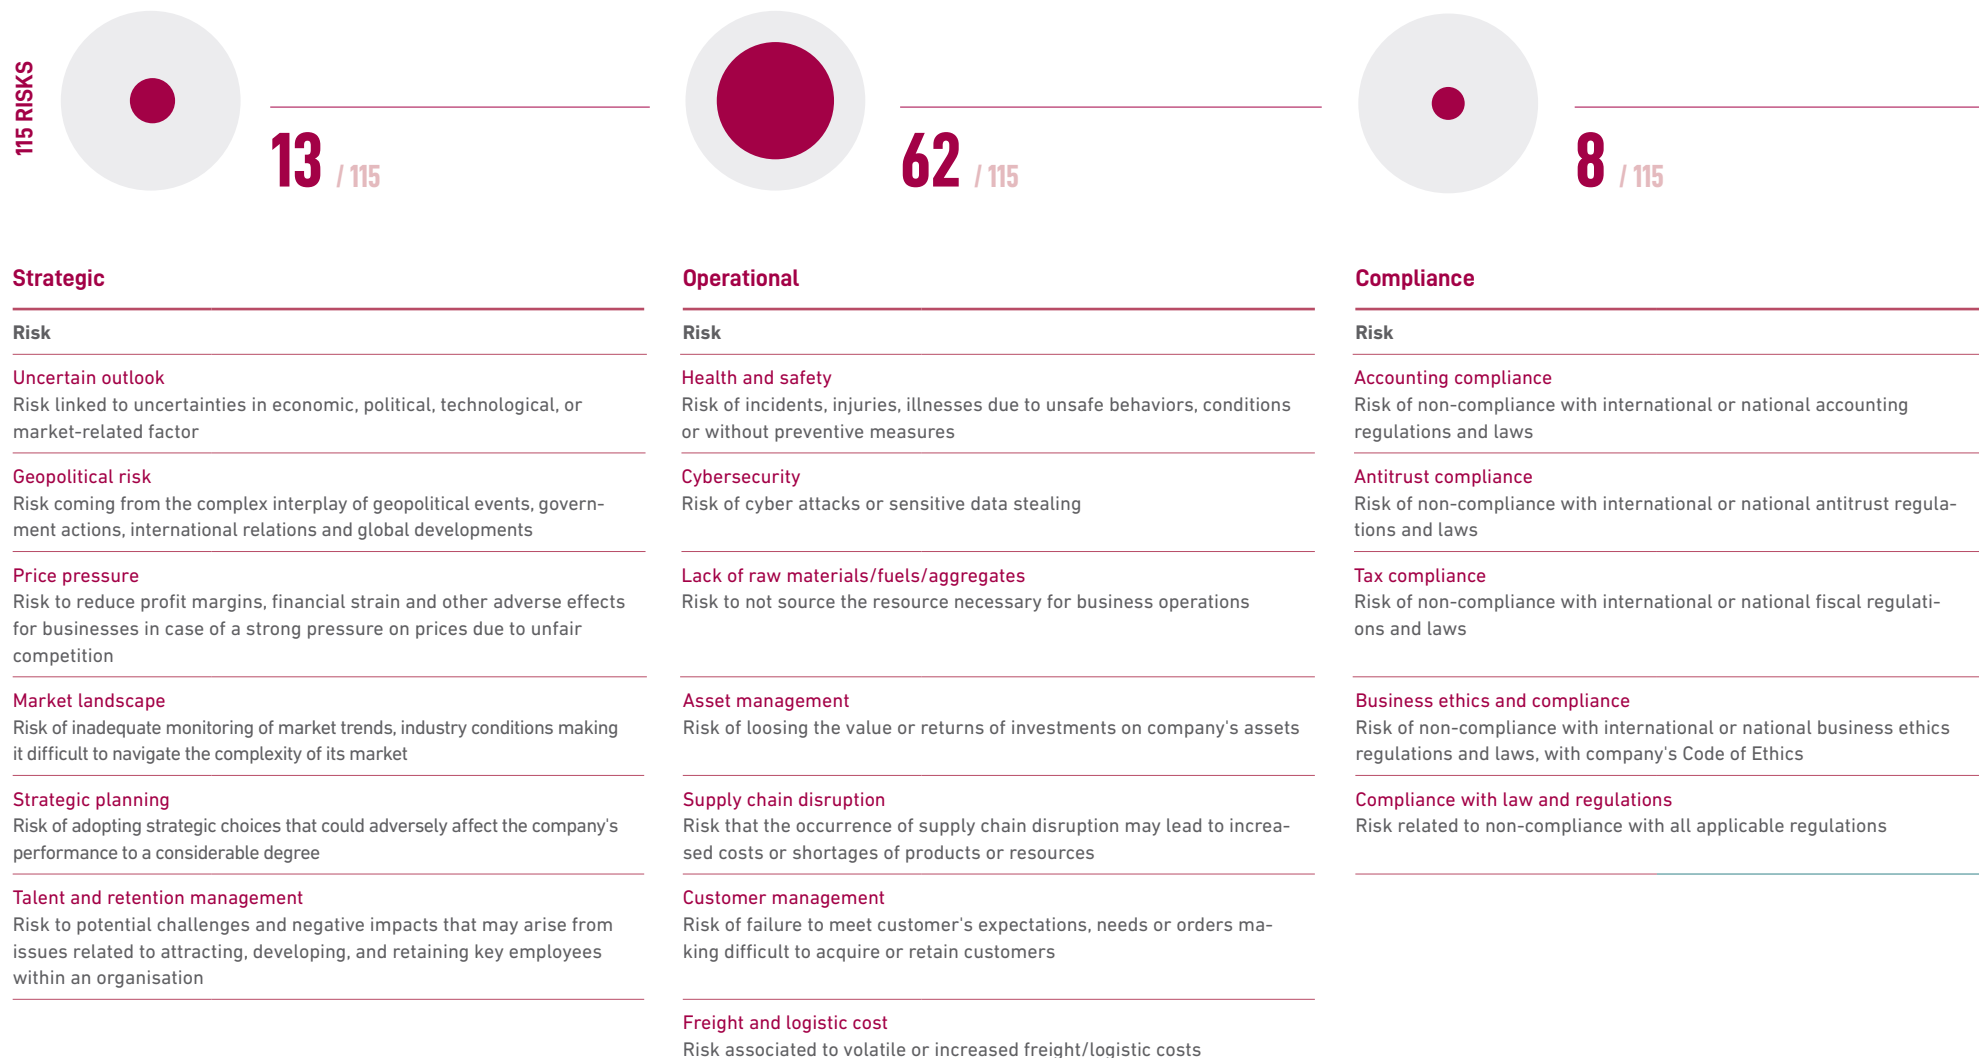 115 RISKS
13 / 115
62 / 115
8 / 115
Strategic
Risk
Uncertain outlook
Risk linked to uncertainties in economic, political, technological, or
market-related factor
Geopolitical risk
Risk coming from the complex interplay of geopolitical events, govern-
ment actions, international relations and global developments
Price pressure
Risk to reduce profit margins, financial strain and other adverse effects
for businesses in case of a strong pressure on prices due to unfair
competition
Market landscape
Risk of inadequate monitoring of market trends, industry conditions making
it difficult to navigate the complexity of its market
Strategic planning
Risk of adopting strategic choices that could adversely affect the company's
performance to a considerable degree
Talent and retention management
Risk to potential challenges and negative impacts that may arise from
issues related to attracting, developing, and retaining key employees
within an organisation
Operational
Risk
Health and safety
Risk of incidents, injuries, illnesses due to unsafe behaviors, conditions
or without preventive measures
Cybersecurity
Risk of cyber attacks or sensitive data stealing
Lack of raw materials/fuels/aggregates
Risk to not source the resource necessary for business operations
Asset management
Risk of loosing the value or returns of investments on company's assets
Supply chain disruption
Risk that the occurrence of supply chain disruption may lead to increa-
sed costs or shortages of products or resources
Customer management
Risk of failure to meet customer's expectations, needs or orders ma-
king difficult to acquire or retain customers
Freight and logistic cost
Risk associated to volatile or increased freight/logistic costs
Compliance
Risk
Accounting compliance
Risk of non-compliance with international or national accounting
regulations and laws
Antitrust compliance
Risk of non-compliance with international or national antitrust regula-
tions and laws
Tax compliance
Risk of non-compliance with international or national fiscal regulati-
ons and laws
Business ethics and compliance
Risk of non-compliance with international or national business ethics
regulations and laws, with company's Code of Ethics
Compliance with law and regulations
Risk related to non-compliance with all applicable regulations